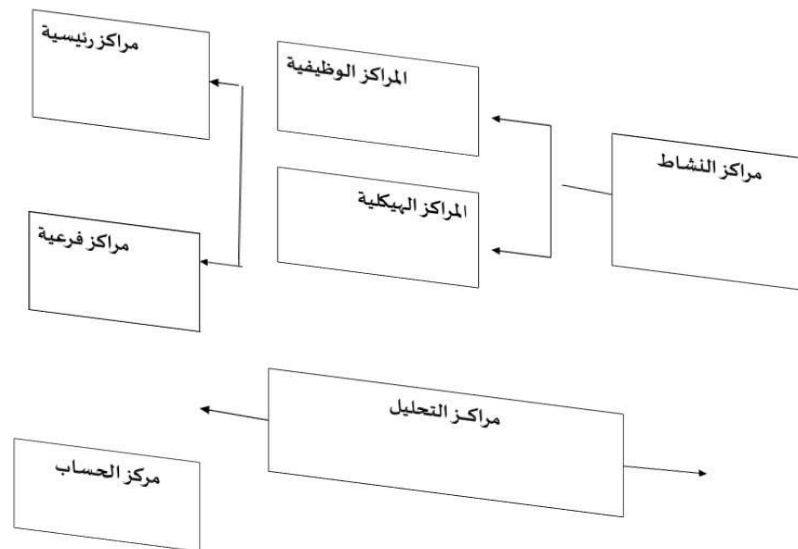 مراكز رئيسية
المراكز الوظيفية
مراكز النشاط
المراكز الهيكلية
مراكز فرعية
مراكـز التحليل
مركز الحساب